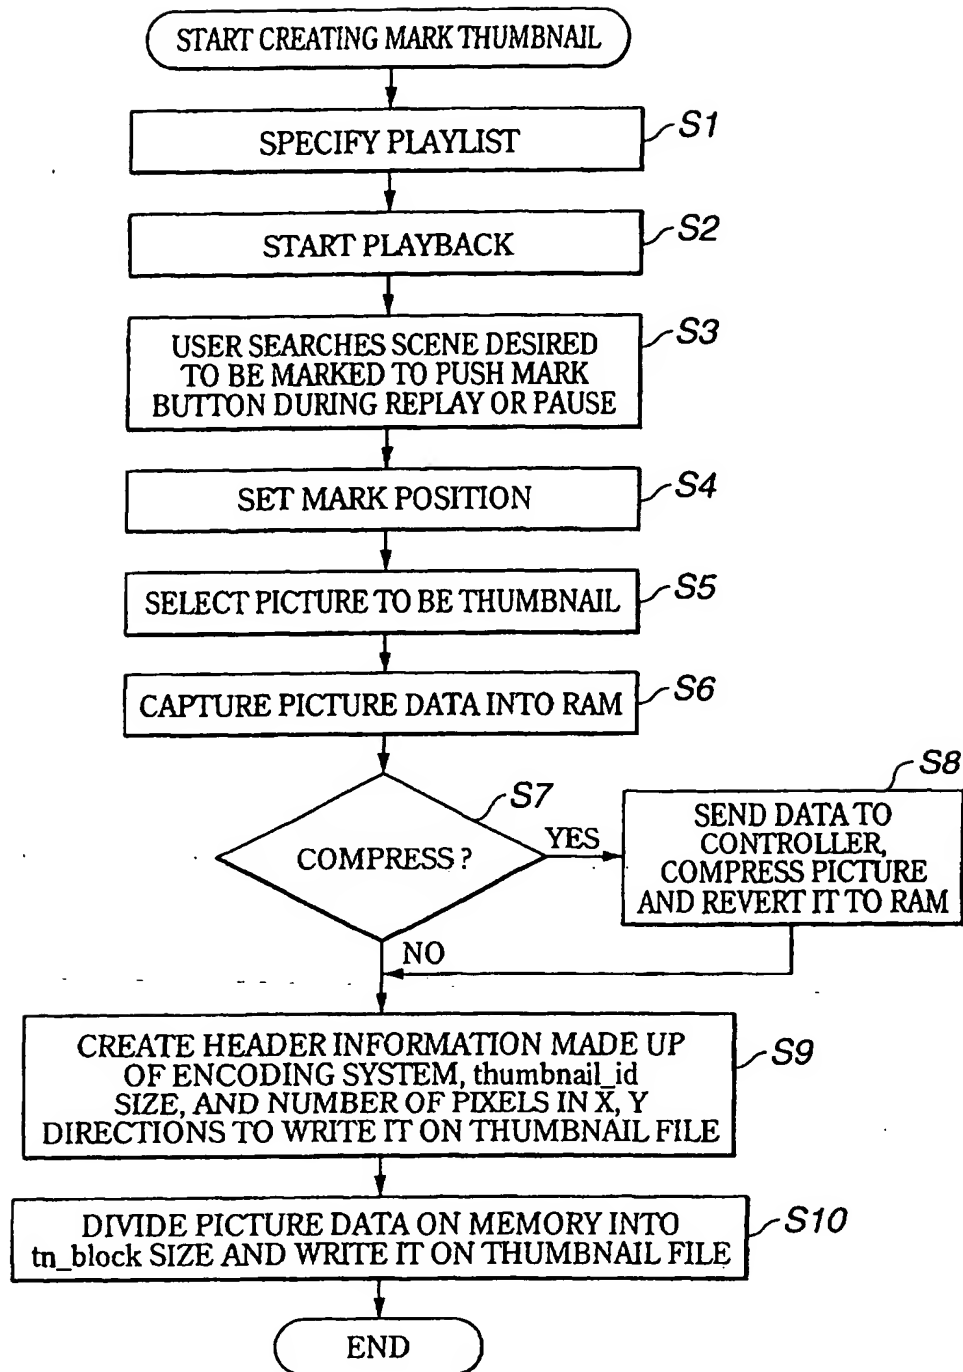 START CREATING MARK THUMBNAIL
S1
SPECIFY PLAYLIST
S2
START PLAYBACK
S3
USER SEARCHES SCENE DESIRED
TO BE MARKED TO PUSH MARK
BUTTON DURING REPLAY OR PAUSE
S4
SET MARK POSITION
S5
SELECT PICTURE TO BE THUMBNAIL
S6
CAPTURE PICTURE DATA INTO RAM
S7
COMPRESS ?
YES
S8
SEND DATA TO
CONTROLLER,
COMPRESS PICTURE
AND REVERT IT TO RAM
NO
S9
CREATE HEADER INFORMATION MADE UP
OF ENCODING SYSTEM, thumbnail_id
SIZE, AND NUMBER OF PIXELS IN X, Y
DIRECTIONS TO WRITE IT ON THUMBNAIL FILE
S10
DIVIDE PICTURE DATA ON MEMORY INTO
tn_block SIZE AND WRITE IT ON THUMBNAIL FILE
END